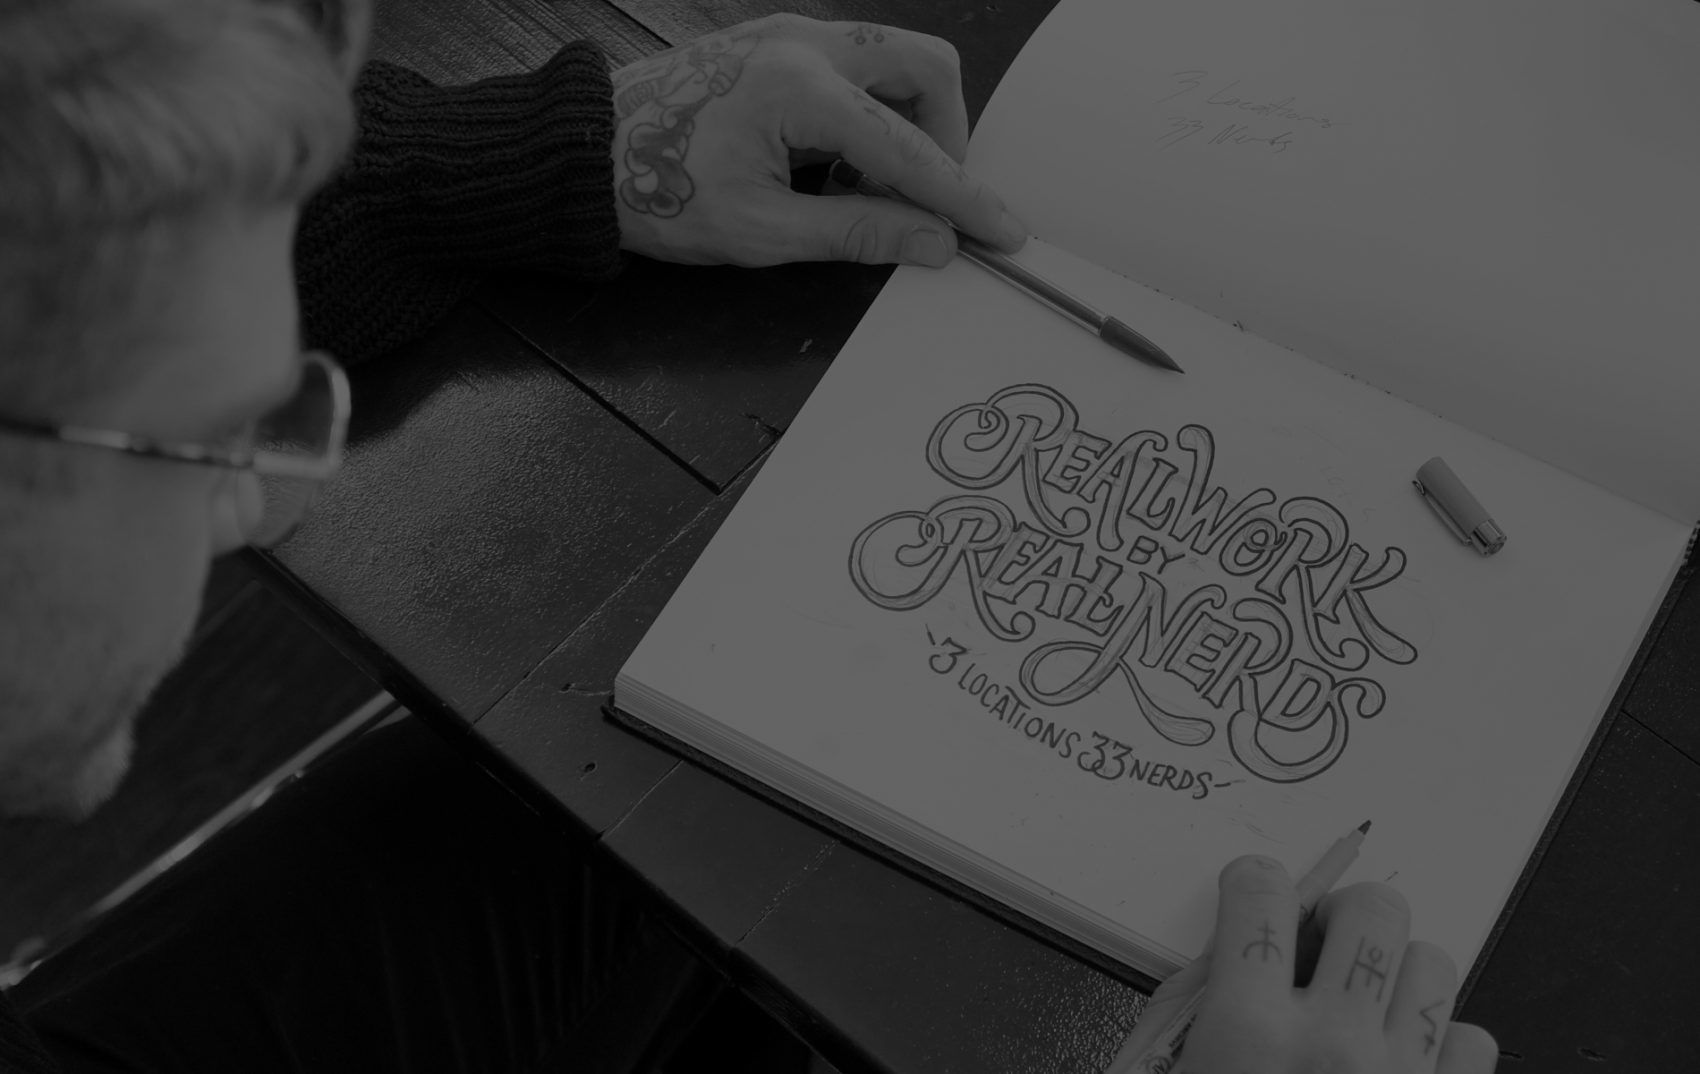 3 Locations
33 Nerds
REAL WORK
BY
REAL NERDS
3 LOCATIONS 33 NERDS